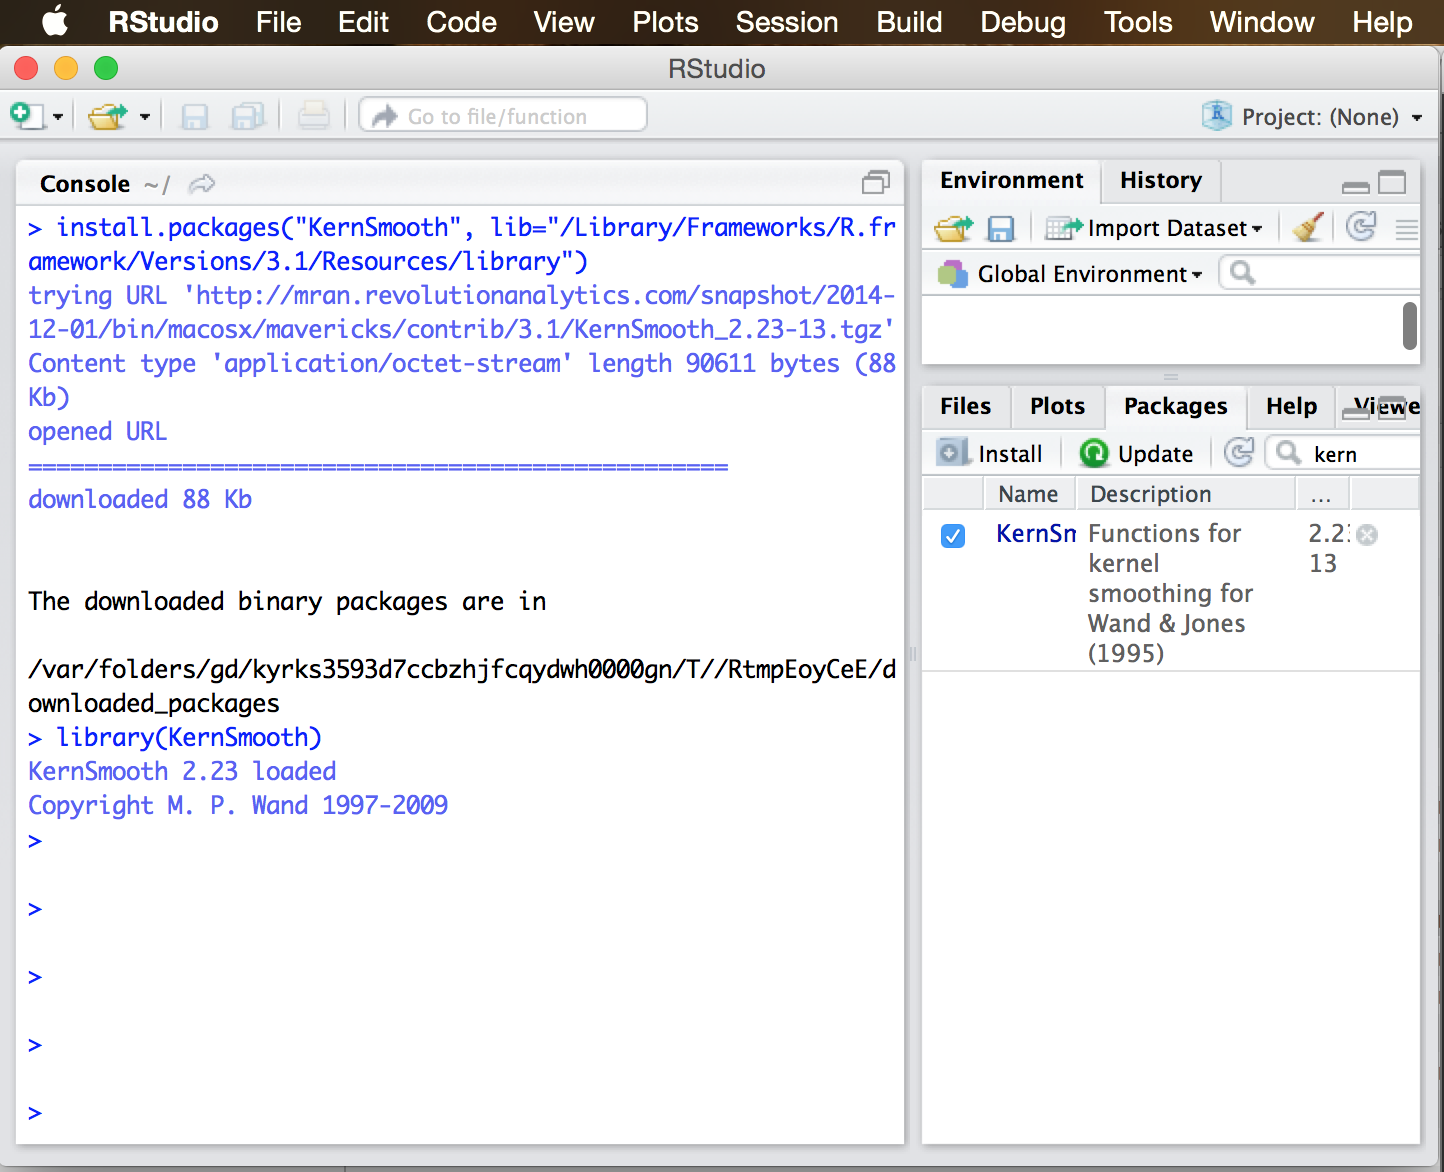 RStudio File Edit Code View Plots Session Build Debug Tools Window Help
RStudio
Go to file/function
Project: (None)
Console ~/
> install.packages("KernSmooth", lib="/Library/Frameworks/R.fr
amework/Versions/3.1/Resources/library")
trying URL 'http://mran.revolutionanalytics.com/snapshot/2014-
12-01/bin/macosx/mavericks/contrib/3.1/KernSmooth_2.23-13.tgz'
Content type 'application/octet-stream' length 90611 bytes (88
Kb)
opened URL
==================================================
downloaded 88 Kb
The downloaded binary packages are in
/var/folders/gd/kyrks3593d7ccbzhjfcqydwh0000gn/T//RtmpEoyCeE/d
ownloaded_packages
> library(KernSmooth)
KernSmooth 2.23 loaded
Copyright M. P. Wand 1997-2009
>
>
>
>
>
Environment History
Import Dataset
Global Environment
Files Plots Packages Help Viewe
Install Update kern
Name Description ...
KernSm Functions for 2.23
kernel 13
smoothing for
Wand & Jones
(1995)